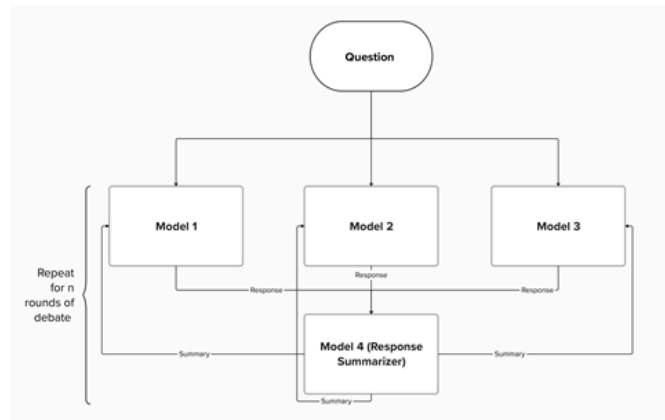 Question
Model 1
Model 2
Model 3
Repeat
for n
rounds of
debate
Response
Response
Response
Model 4 (Response
Summarizer)
Summary
Summary
Summary